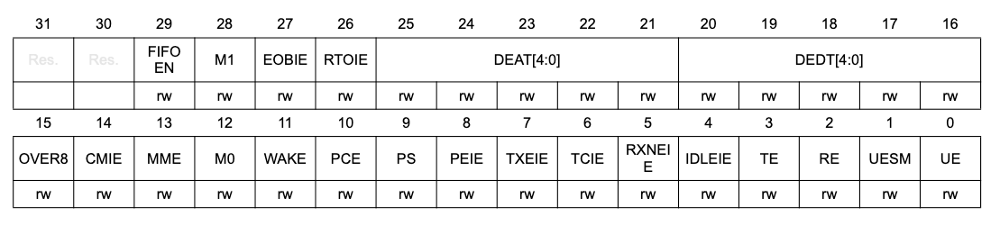 31 30 29 28 27 26 25 24 23 22 21 20 19 18 17 16
Res. Res. FIFO EN M1 EOBIE RTOIE DEAT[4:0] DEDT[4:0]
rw rw rw rw rw rw rw rw rw rw rw rw rw rw
15 14 13 12 11 10 9 8 7 6 5 4 3 2 1 0
OVER8 CMIE MME M0 WAKE PCE PS PEIE TXEIE TCIE RXNEI E IDLEIE TE RE UESM UE
rw rw rw rw rw rw rw rw rw rw rw rw rw rw rw rw